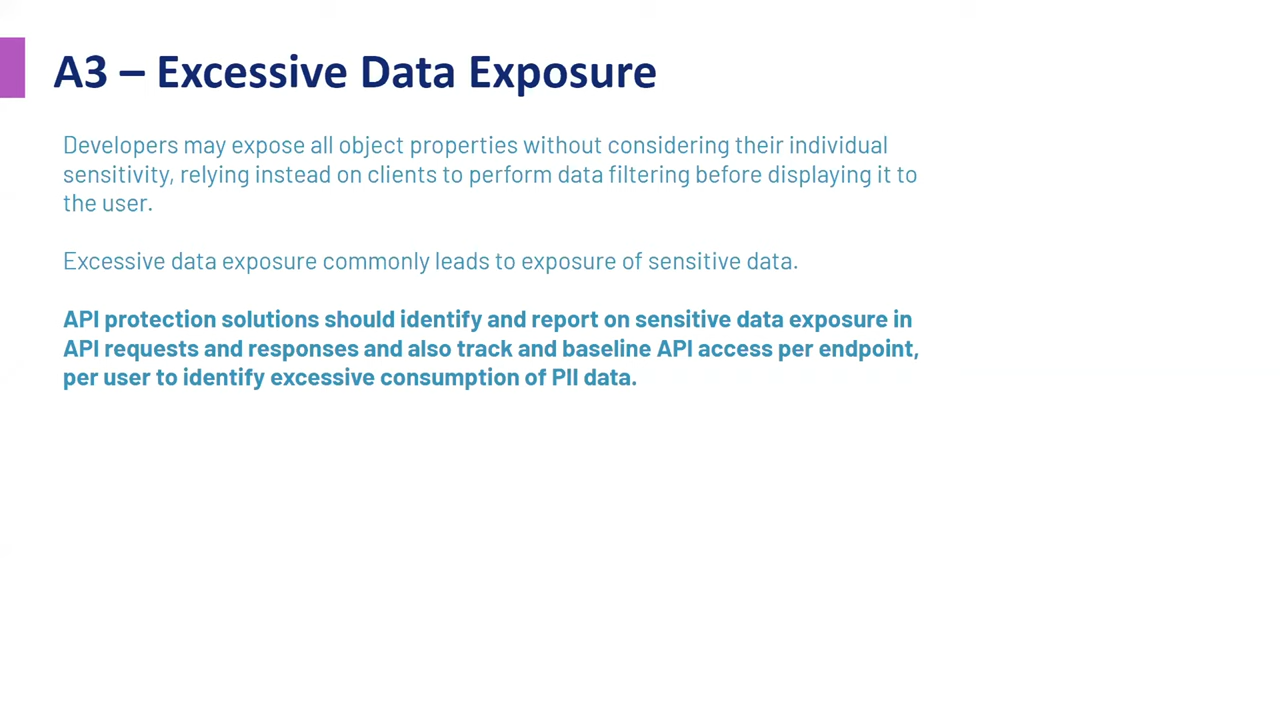 A3 – Excessive Data Exposure
Developers may expose all object properties without considering their individual
sensitivity, relying instead on clients to perform data filtering before displaying it to
the user.
Excessive data exposure commonly leads to exposure of sensitive data.
API protection solutions should identify and report on sensitive data exposure in
API requests and responses and also track and baseline API access per endpoint,
per user to identify excessive consumption of PII data.